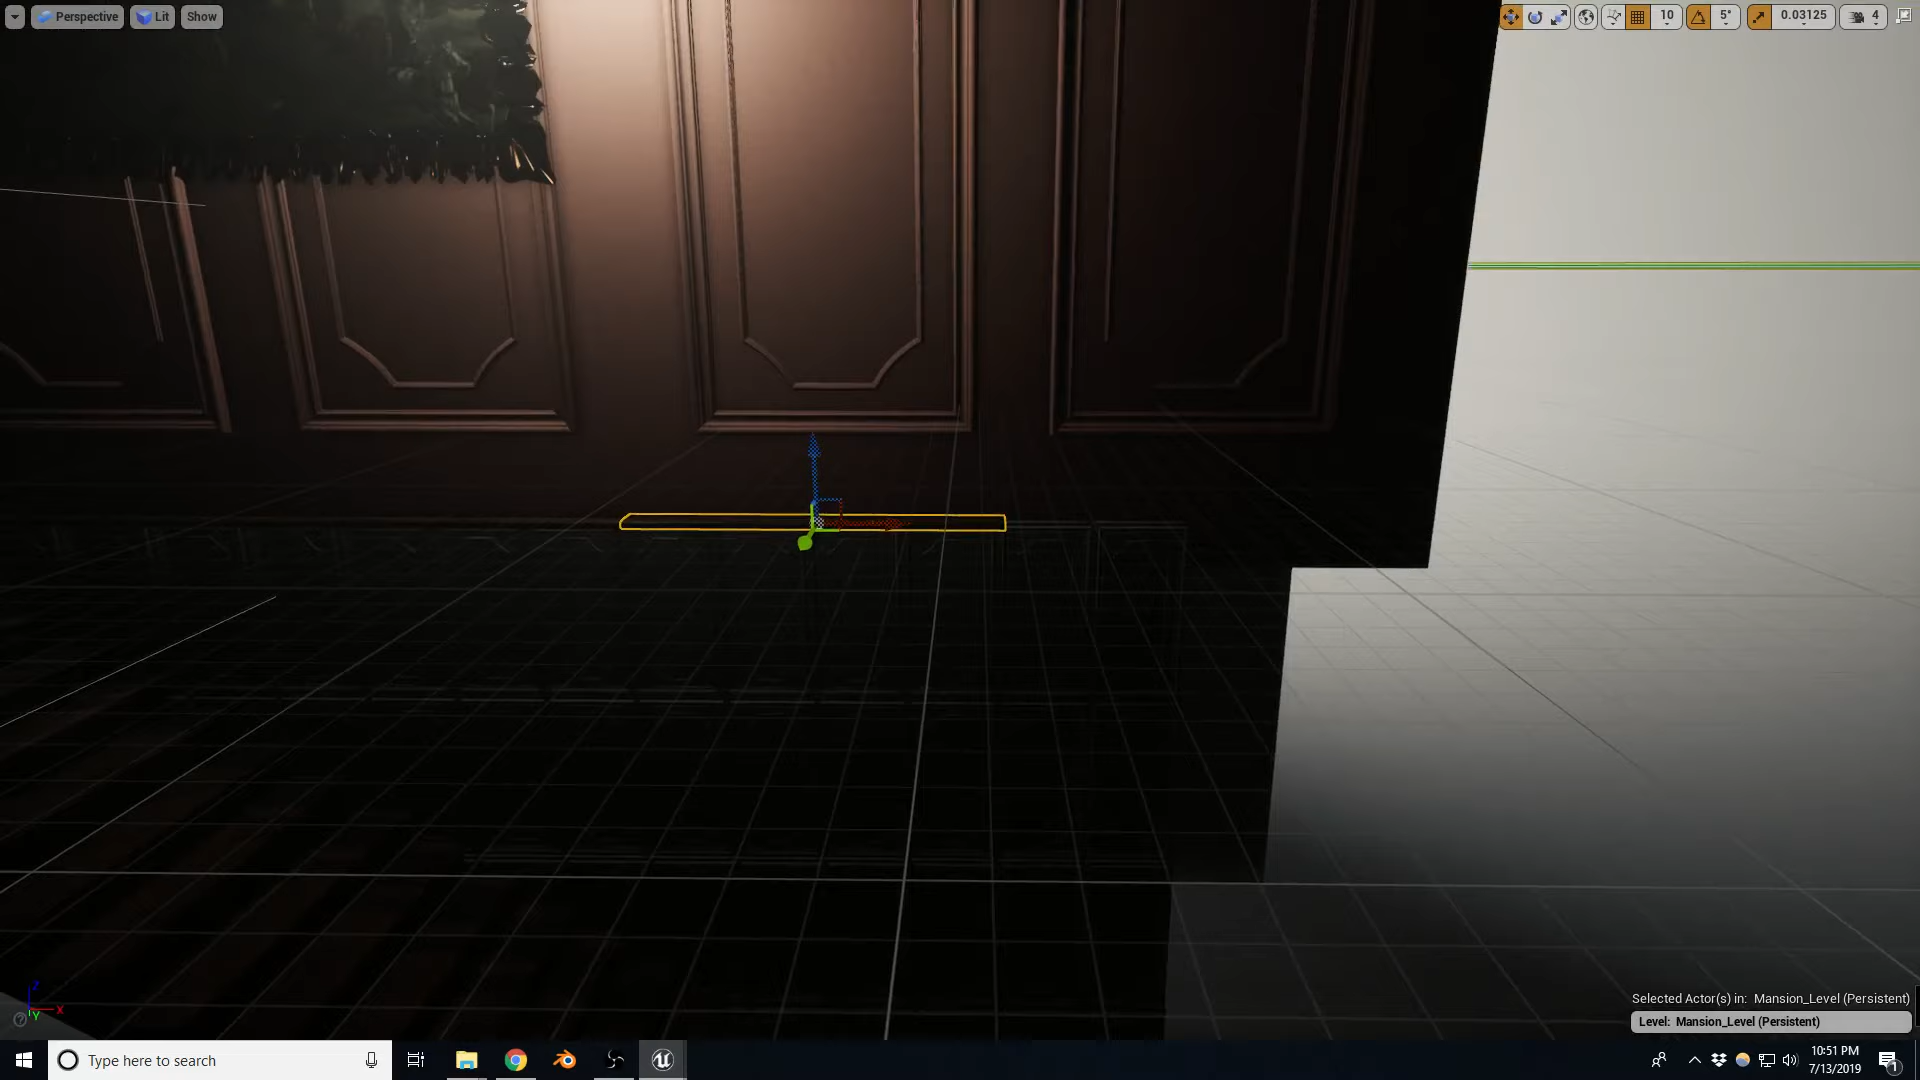 Perspective Lit Show 10 5° 0.03125 4
Z
X
Y
Selected Actor(s) in: Mansion_Level (Persistent)
Level: Mansion_Level (Persistent)
Type here to search
10:51 PM
7/13/2019
1